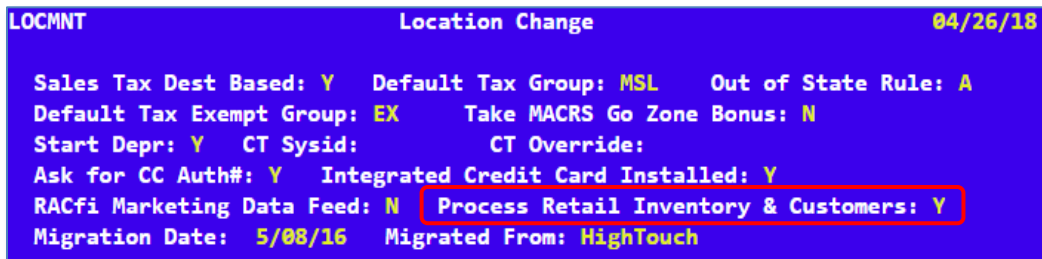 LOCMNT Location Change 04/26/18
Sales Tax Dest Based: Y Default Tax Group: MSL Out of State Rule: A
Default Tax Exempt Group: EX Take MACRS Go Zone Bonus: N
Start Depr: Y CT Sysid: CT Override:
Ask for CC Auth#: Y Integrated Credit Card Installed: Y
RACfi Marketing Data Feed: N Process Retail Inventory & Customers: Y
Migration Date: 5/08/16 Migrated From: HighTouch